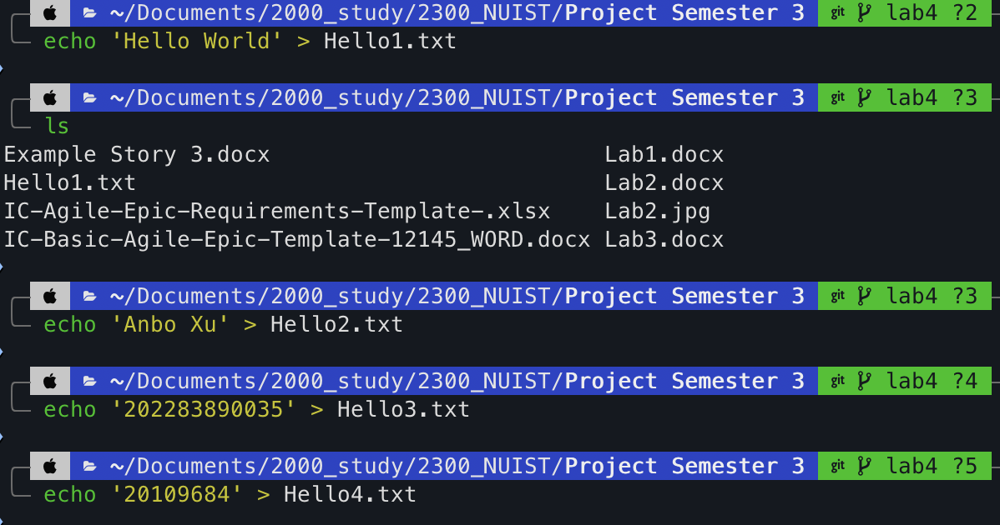 ~/Documents/2000_study/2300_NUIST/Project Semester 3 git lab4 ?2
echo 'Hello World' > Hello1.txt
~/Documents/2000_study/2300_NUIST/Project Semester 3 git lab4 ?3
ls
Example Story 3.docx Lab1.docx
Hello1.txt Lab2.docx
IC-Agile-Epic-Requirements-Template-.xlsx Lab2.jpg
IC-Basic-Agile-Epic-Template-12145_WORD.docx Lab3.docx
~/Documents/2000_study/2300_NUIST/Project Semester 3 git lab4 ?3
echo 'Anbo Xu' > Hello2.txt
~/Documents/2000_study/2300_NUIST/Project Semester 3 git lab4 ?4
echo '202283890035' > Hello3.txt
~/Documents/2000_study/2300_NUIST/Project Semester 3 git lab4 ?5
echo '20109684' > Hello4.txt